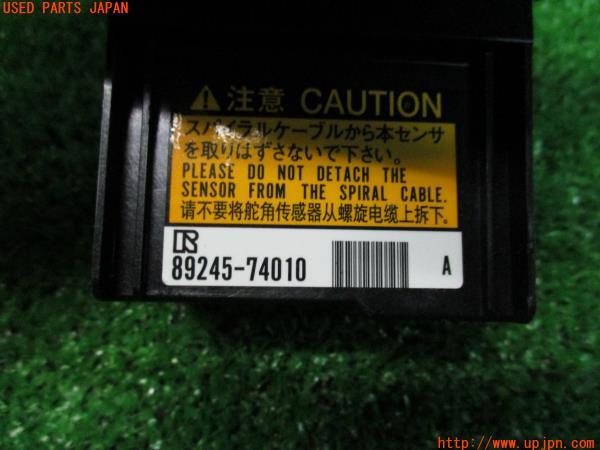 USED PARTS JAPAN
注意 CAUTION
スパイラルケーブルから本センサ
を取りはずさないで下さい。
PLEASE DO NOT DETACH THE
SENSOR FROM THE SPIRAL CABLE.
请不要将舵角传感器从螺旋电缆上拆下。
89245-74010 A
http://www.upjpn.com/